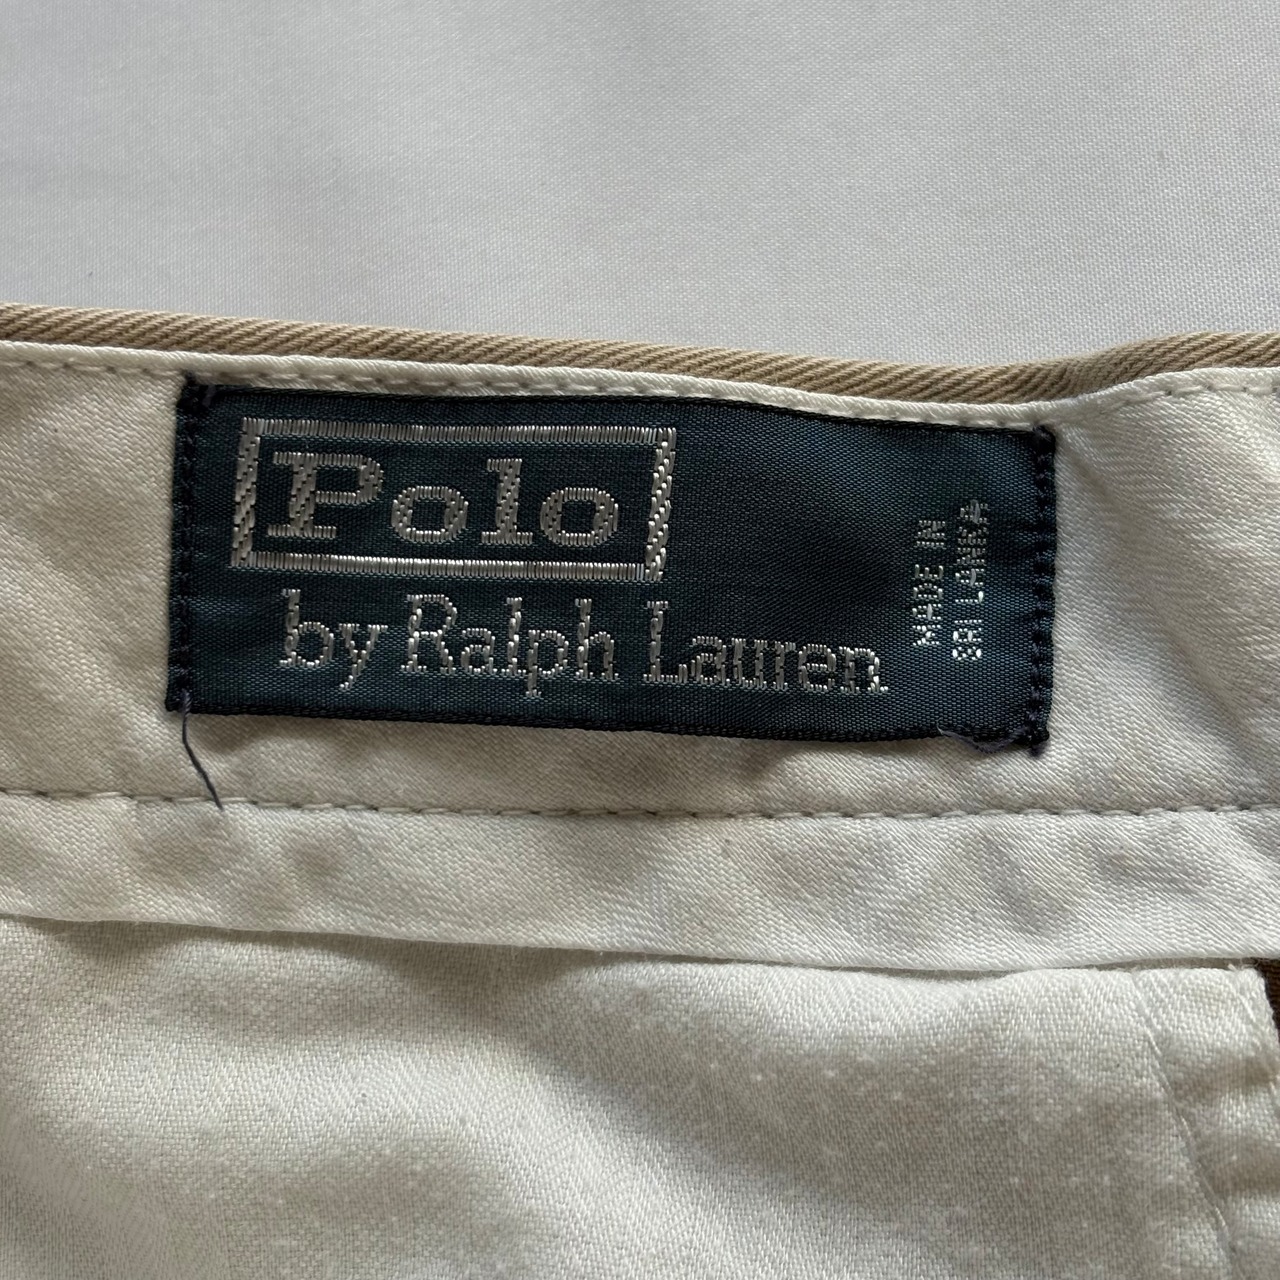 Polo
by Ralph Lauren
MADE IN
SRI LANKA